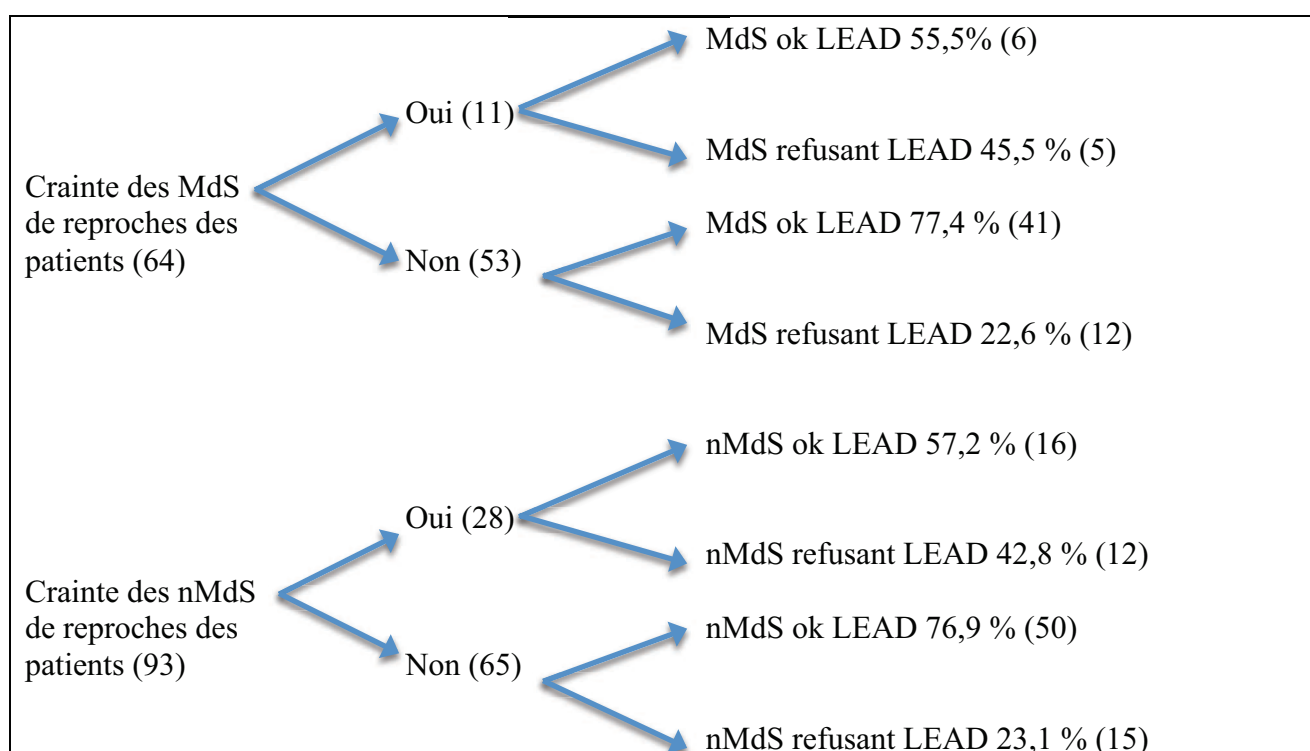 MdS ok LEAD 55,5% (6)
Oui (11)
MdS refusant LEAD 45,5 % (5)
Crainte des MdS
de reproches des
patients (64)
MdS ok LEAD 77,4 % (41)
Non (53)
MdS refusant LEAD 22,6 % (12)
nMdS ok LEAD 57,2 % (16)
Oui (28)
nMdS refusant LEAD 42,8 % (12)
Crainte des nMdS
de reproches des
patients (93)
nMdS ok LEAD 76,9 % (50)
Non (65)
nMdS refusant LEAD 23,1 % (15)